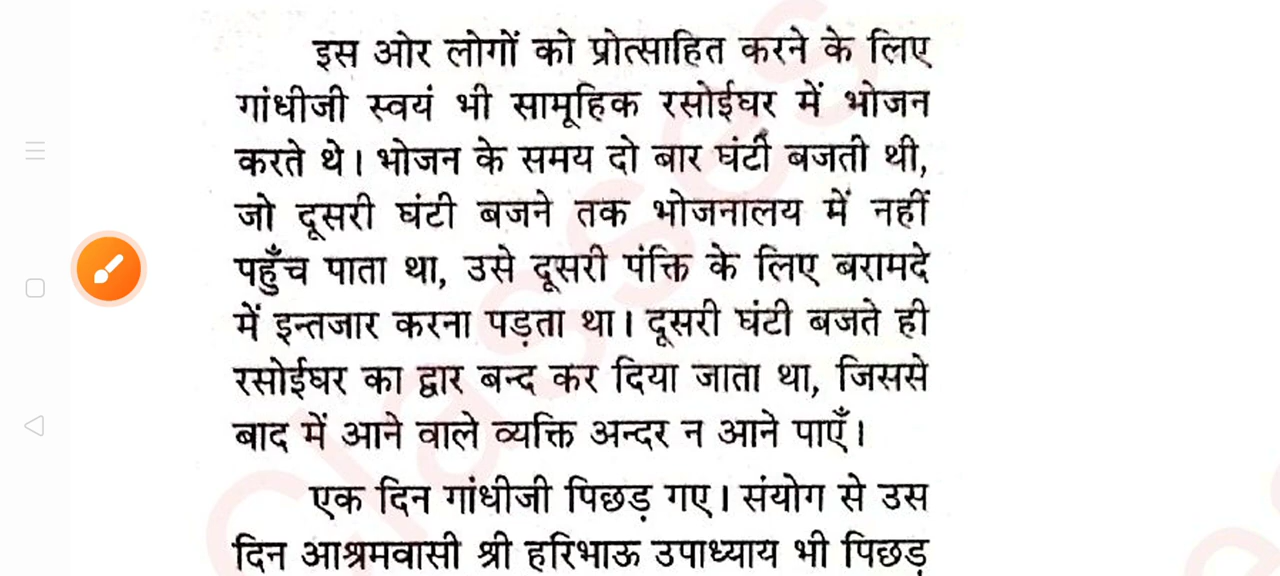 इस ओर लोगों को प्रोत्साहित करने के लिए
गांधीजी स्वयं भी सामूहिक रसोईघर में भोजन
करते थे। भोजन के समय दो बार घंटी बजती थी,
जो दूसरी घंटी बजने तक भोजनालय में नहीं
पहुँच पाता था, उसे दूसरी पंक्ति के लिए बरामदे
में इन्तजार करना पड़ता था। दूसरी घंटी बजते ही
रसोईघर का द्वार बन्द कर दिया जाता था, जिससे
बाद में आने वाले व्यक्ति अन्दर न आने पाएँ।
एक दिन गांधीजी पिछड़ गए। संयोग से उस
दिन आश्रमवासी श्री हरिभाऊ उपाध्याय भी पिछड़
classes